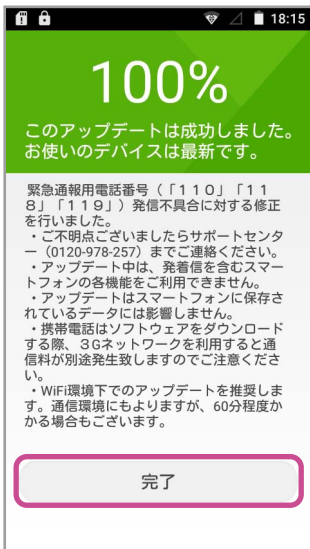 18:15
100%
このアップデートは成功しました。
お使いのデバイスは最新です。
緊急通報用電話番号（「１１０」「１１
８」「１１９」）発信不具合に対する修正
を行いました。
・ご不明点ございましたらサポートセンタ
ー（0120-978-257）までご連絡ください。
・アップデート中は、発着信を含むスマー
トフォンの各機能をご利用できません。
・アップデートはスマートフォンに保存さ
れているデータには影響しません。
・携帯電話はソフトウェアをダウンロード
する際、３Gネットワークを利用すると通
信料が別途発生致しますのでご注意くださ
い。
・WiFi環境下でのアップデートを推奨しま
す。通信環境にもよりますが、60分程度か
かる場合もございます。
完了